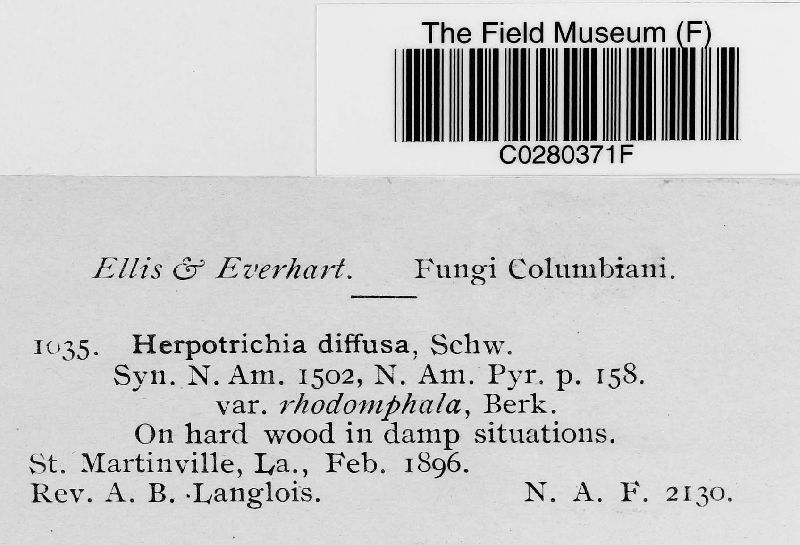 The Field Museum (F)
C0280371F
Ellis & Everhart. Fungi Columbiani.
1035. Herpotrichia diffusa, Schw.
Syn. N. Am. 1502, N. Am. Pyr. p. 158.
var. rhodomphala, Berk.
On hard wood in damp situations.
St. Martinville, La., Feb. 1896.
Rev. A. B. Langlois. N. A. F. 2130.